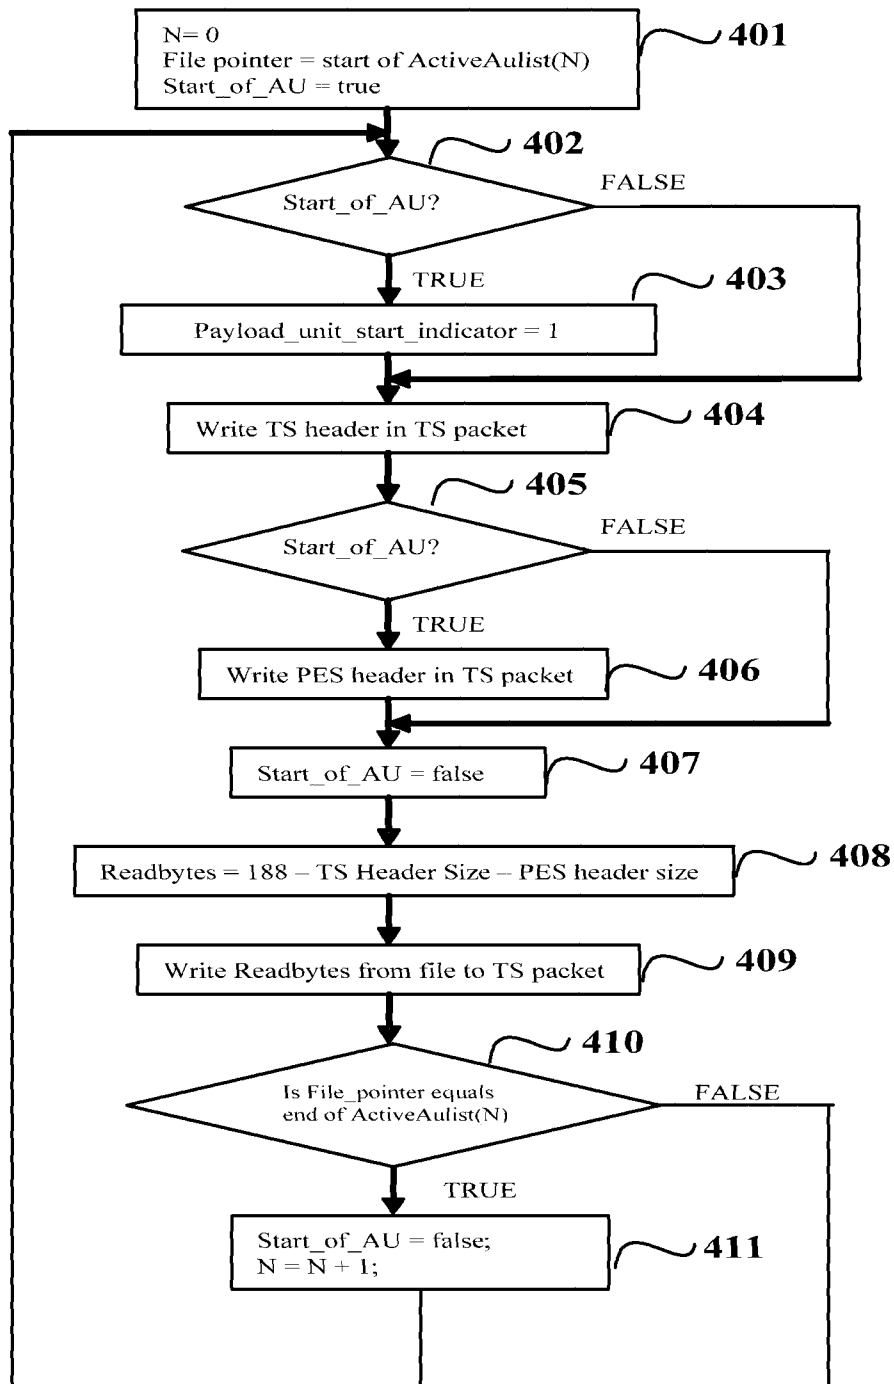 N= 0
File pointer = start of ActiveAulist(N)
Start_of_AU = true
401
402
Start_of_AU?
FALSE
TRUE
403
Payload_unit_start_indicator = 1
Write TS header in TS packet
404
405
Start_of_AU?
FALSE
TRUE
Write PES header in TS packet
406
Start_of_AU = false
407
Readbytes = 188 – TS Header Size – PES header size
408
Write Readbytes from file to TS packet
409
410
Is File_pointer equals
end of ActiveAulist(N)
FALSE
TRUE
Start_of_AU = false;
N = N + 1;
411